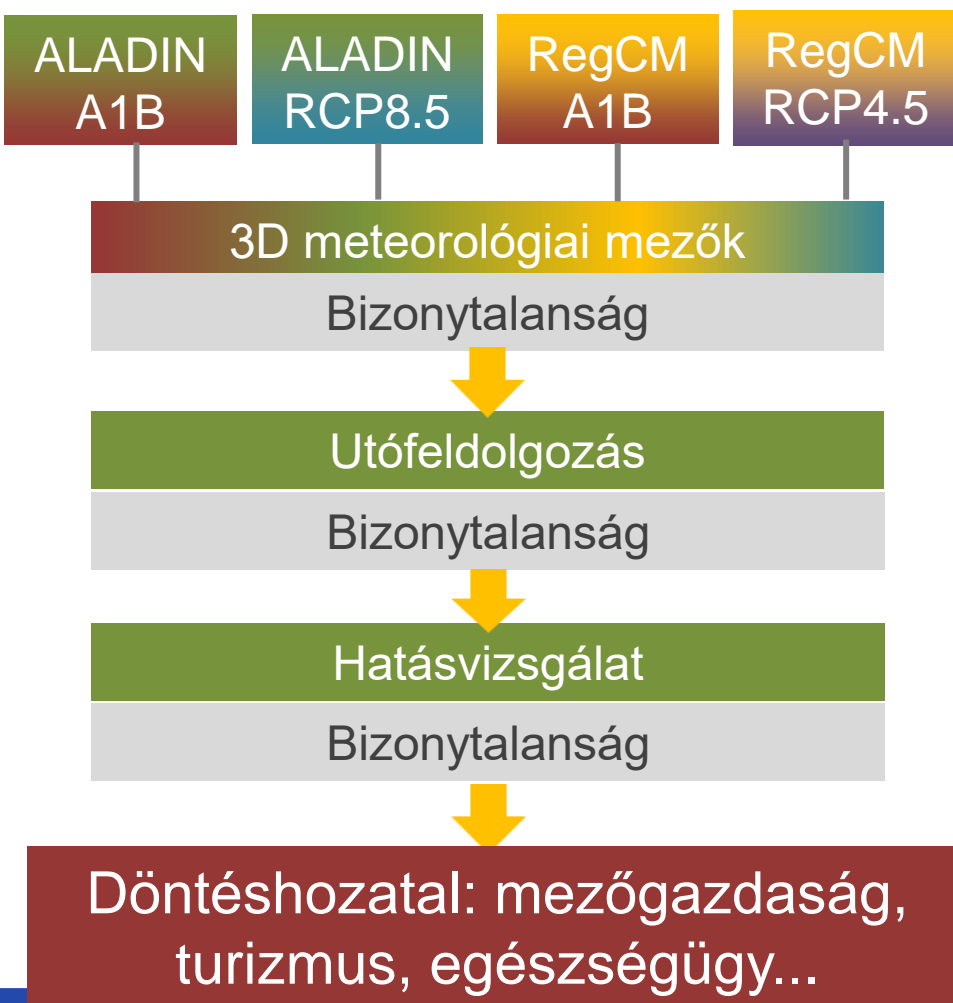 ALADIN
A1B
ALADIN
RCP8.5
RegCM
A1B
RegCM
RCP4.5
3D meteorológiai mezők
Bizonytalanság
Utófeldolgozás
Bizonytalanság
Hatásvizsgálat
Bizonytalanság
Döntéshozatal: mezőgazdaság,
turizmus, egészségügy...